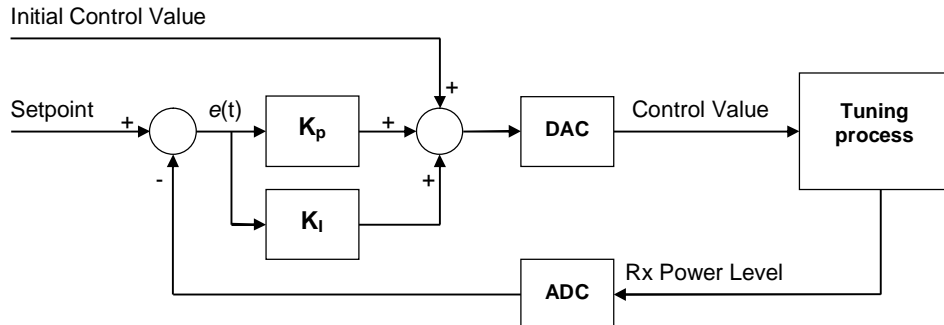 Initial Control Value
+
Setpoint
+
e(t)
Kp
+
DAC
Control Value
Tuning
process
-
+
KI
ADC
Rx Power Level